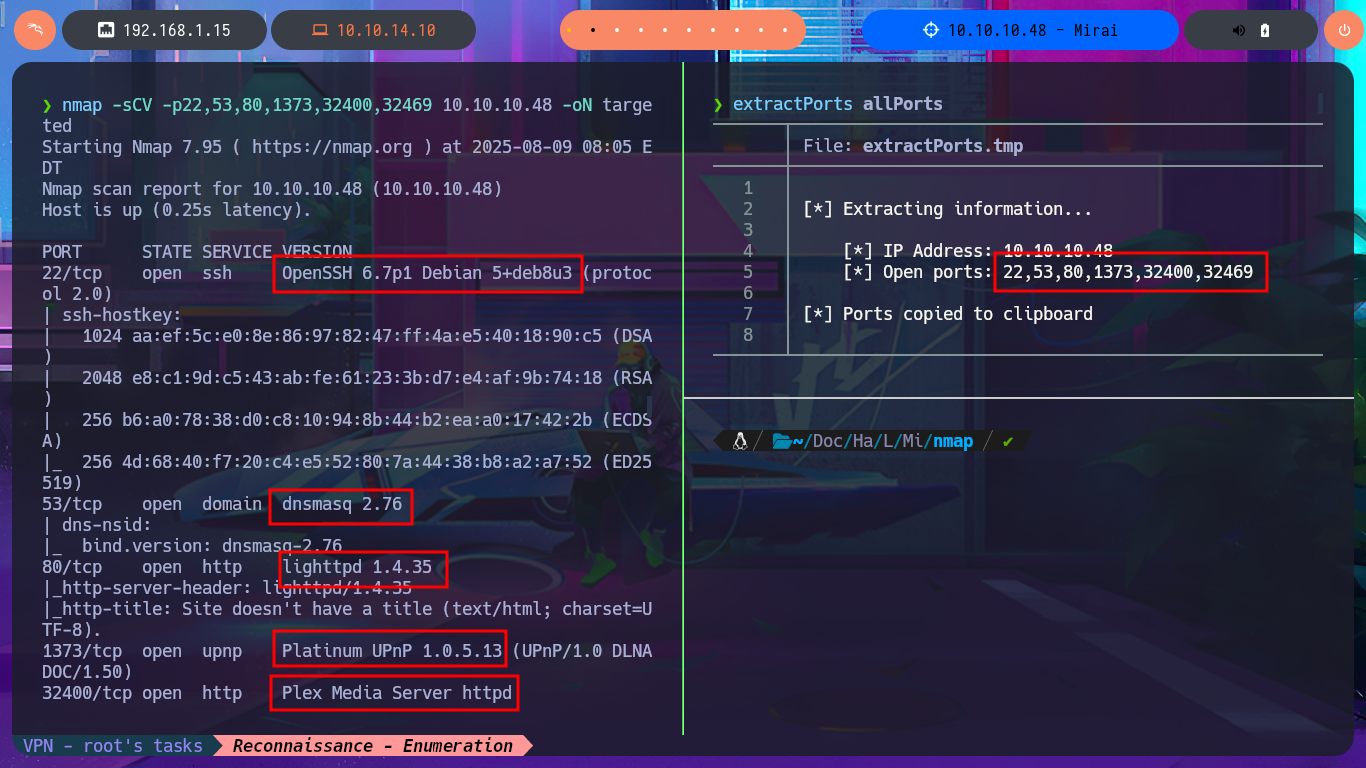 192.168.1.15
10.10.14.10
10.10.10.48 - Mirai
❯ nmap -sCV -p22,53,80,1373,32400,32469 10.10.10.48 -oN targe
ted
Starting Nmap 7.95 ( https://nmap.org ) at 2025-08-09 08:05 E
DT
Nmap scan report for 10.10.10.48 (10.10.10.48)
Host is up (0.25s latency).
PORT      STATE SERVICE VERSION
22/tcp    open  ssh     OpenSSH 6.7p1 Debian 5+deb8u3 (protoc
ol 2.0)
| ssh-hostkey:
|   1024 aa:ef:5c:e0:8e:86:97:82:47:ff:4a:e5:40:18:90:c5 (DSA
)
|   2048 e8:c1:9d:c5:43:ab:fe:61:23:3b:d7:e4:af:9b:74:18 (RSA
)
|   256 b6:a0:78:38:d0:c8:10:94:8b:44:b2:ea:a0:17:42:2b (ECDS
A)
|_  256 4d:68:40:f7:20:c4:e5:52:80:7a:44:38:b8:a2:a7:52 (ED25
519)
53/tcp    open  domain  dnsmasq 2.76
| dns-nsid:
|_  bind.version: dnsmasq-2.76
80/tcp    open  http    lighttpd 1.4.35
|_http-server-header: lighttpd/1.4.35
|_http-title: Site doesn't have a title (text/html; charset=U
TF-8).
1373/tcp  open  upnp    Platinum UPnP 1.0.5.13 (UPnP/1.0 DLNA
DOC/1.50)
32400/tcp open  http    Plex Media Server httpd
❯ extractPorts allPorts
File: extractPorts.tmp
1
2 [*] Extracting information...
3
4     [*] IP Address: 10.10.10.48
5     [*] Open ports: 22,53,80,1373,32400,32469
6
7 [*] Ports copied to clipboard
8
~/Doc/Ha/L/Mi/nmap ✔
VPN - root's tasks
Reconnaissance - Enumeration